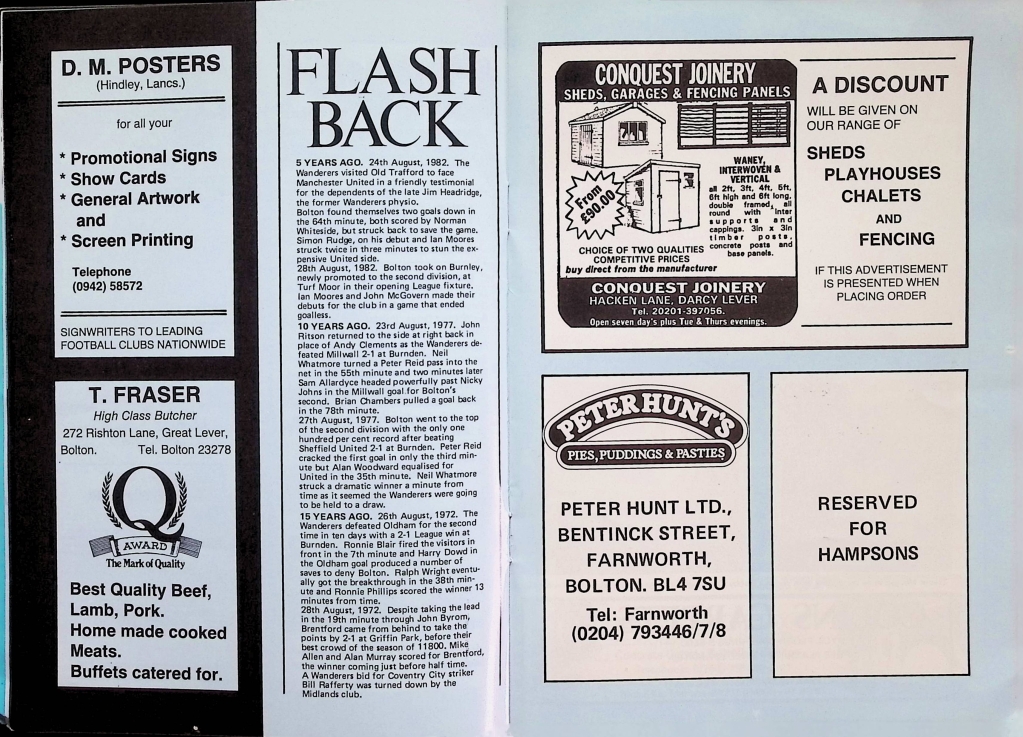 D. M. POSTERS
(Hindley, Lancs.)
for all your
* Promotional Signs
* Show Cards
* General Artwork
and
* Screen Printing
Telephone
(0942) 58572
SIGNWRITERS TO LEADING
FOOTBALL CLUBS NATIONWIDE
T. FRASER
High Class Butcher
272 Rishton Lane, Great Lever,
Bolton. Tel. Bolton 23278
Q
AWARD
The Mark of Quality
Best Quality Beef,
Lamb, Pork.
Home made cooked
Meats.
Buffets catered for.
FLASH
BACK
5 YEARS AGO. 24th August, 1982. The
Wanderers visited Old Trafford to face
Manchester United in a friendly testimonial
for the dependents of the late Jim Headridge,
the former Wanderers physio.
Bolton found themselves two goals down in
the 64th minute, both scored by Norman
Whiteside, but struck back to save the game.
Simon Rudge, on his debut and Ian Moores
struck twice in three minutes to stun the ex-
pensive United side.
28th August, 1982. Bolton took on Burnley,
newly promoted to the second division, at
Turf Moor in their opening League fixture.
Ian Moores and John McGovern made their
debuts for the club in a game that ended
goalless.
10 YEARS AGO. 23rd August, 1977. John
Ritson returned to the side at right back in
place of Andy Clements as the Wanderers de-
feated Millwall 2-1 at Burnden. Neil
Whatmore turned a Peter Reid pass into the
net in the 55th minute and two minutes later
Sam Allardyce headed powerfully past Nicky
Johns in the Millwall goal for Bolton's
second. Brian Chambers pulled a goal back
in the 78th minute.
27th August, 1977. Bolton went to the top
of the second division with the only one
hundred per cent record after beating
Sheffield United 2-1 at Burnden. Peter Reid
cracked the first goal in only the third min-
ute but Alan Woodward equalised for
United in the 35th minute. Neil Whatmore
struck a dramatic winner a minute from
time as it seemed the Wanderers were going
to be held to a draw.
15 YEARS AGO. 26th August, 1972. The
Wanderers defeated Oldham for the second
time in ten days with a 2-1 League win at
Burnden. Ronnie Blair fired the visitors in
front in the 7th minute and Harry Dowd in
the Oldham goal produced a number of
saves to deny Bolton. Ralph Wright eventu-
ally got the breakthrough in the 38th min-
ute and Ronnie Phillips scored the winner 13
minutes from time.
28th August, 1972. Despite taking the lead
in the 19th minute through John Byrom,
Brentford came from behind to take the
points by 2-1 at Griffin Park, before their
best crowd of the season of 11800. Mike
Allen and Alan Murray scored for Brentford,
the winner coming just before half time.
A Wanderers bid for Coventry City striker
Bill Rafferty was turned down by the
Midlands club.
CONQUEST JOINERY
SHEDS, GARAGES & FENCING PANELS
From
£90.00
WANEY,
INTERWOVEN &
VERTICAL
all 2ft, 3ft, 4ft, 5ft,
6ft high and 6ft long,
double framed, all
round with inter
supports and
cappings. 3in x 3in
timber posts,
concrete posts and
base panels.
CHOICE OF TWO QUALITIES
COMPETITIVE PRICES
buy direct from the manufacturer
CONQUEST JOINERY
HACKEN LANE, DARCY LEVER
Tel. 20201-397056.
Open seven day's plus Tue & Thurs evenings.
A DISCOUNT
WILL BE GIVEN ON
OUR RANGE OF
SHEDS
PLAYHOUSES
CHALETS
AND
FENCING
IF THIS ADVERTISEMENT
IS PRESENTED WHEN
PLACING ORDER
PETER HUNT'S
PIES, PUDDINGS & PASTIES
PETER HUNT LTD.,
BENTINCK STREET,
FARNWORTH,
BOLTON. BL4 7SU
Tel: Farnworth
(0204) 793446/7/8
RESERVED
FOR
HAMPSONS